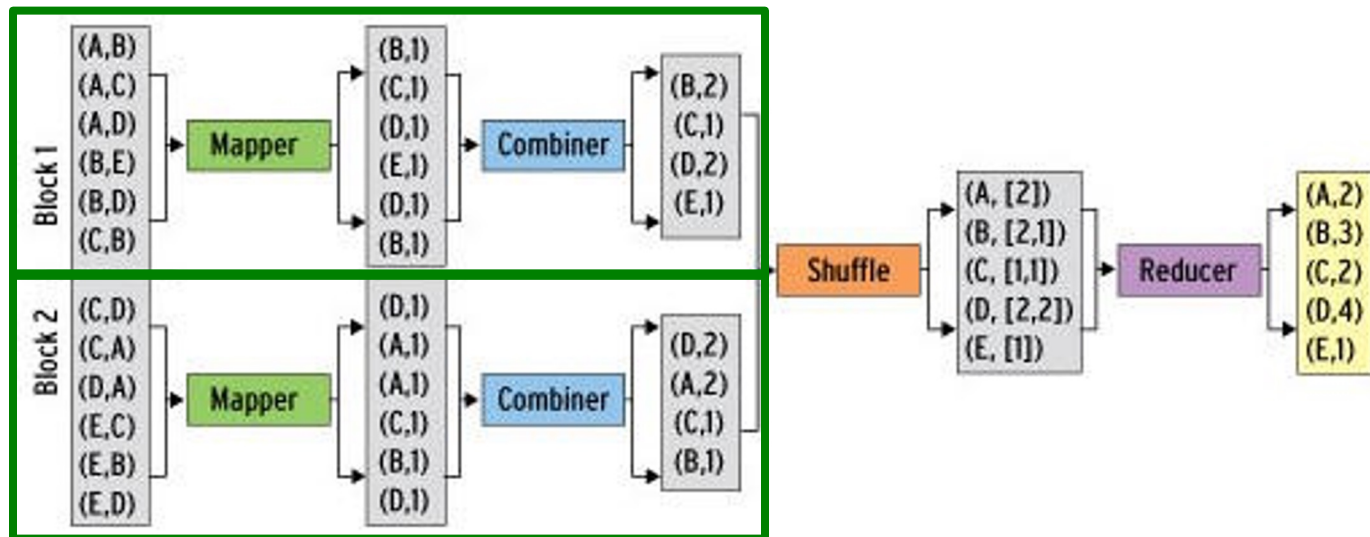 Block 1
(A,B)
(A,C)
(A,D)
(B,E)
(B,D)
(C,B)
Mapper
(B,1)
(C,1)
(D,1)
(E,1)
(D,1)
(B,1)
Combiner
(B,2)
(C,1)
(D,2)
(E,1)
Block 2
(C,D)
(C,A)
(D,A)
(E,C)
(E,B)
(E,D)
Mapper
(D,1)
(A,1)
(A,1)
(C,1)
(B,1)
(D,1)
Combiner
(D,2)
(A,2)
(C,1)
(B,1)
Shuffle
(A, [2])
(B, [2,1])
(C, [1,1])
(D, [2,2])
(E, [1])
Reducer
(A,2)
(B,3)
(C,2)
(D,4)
(E,1)